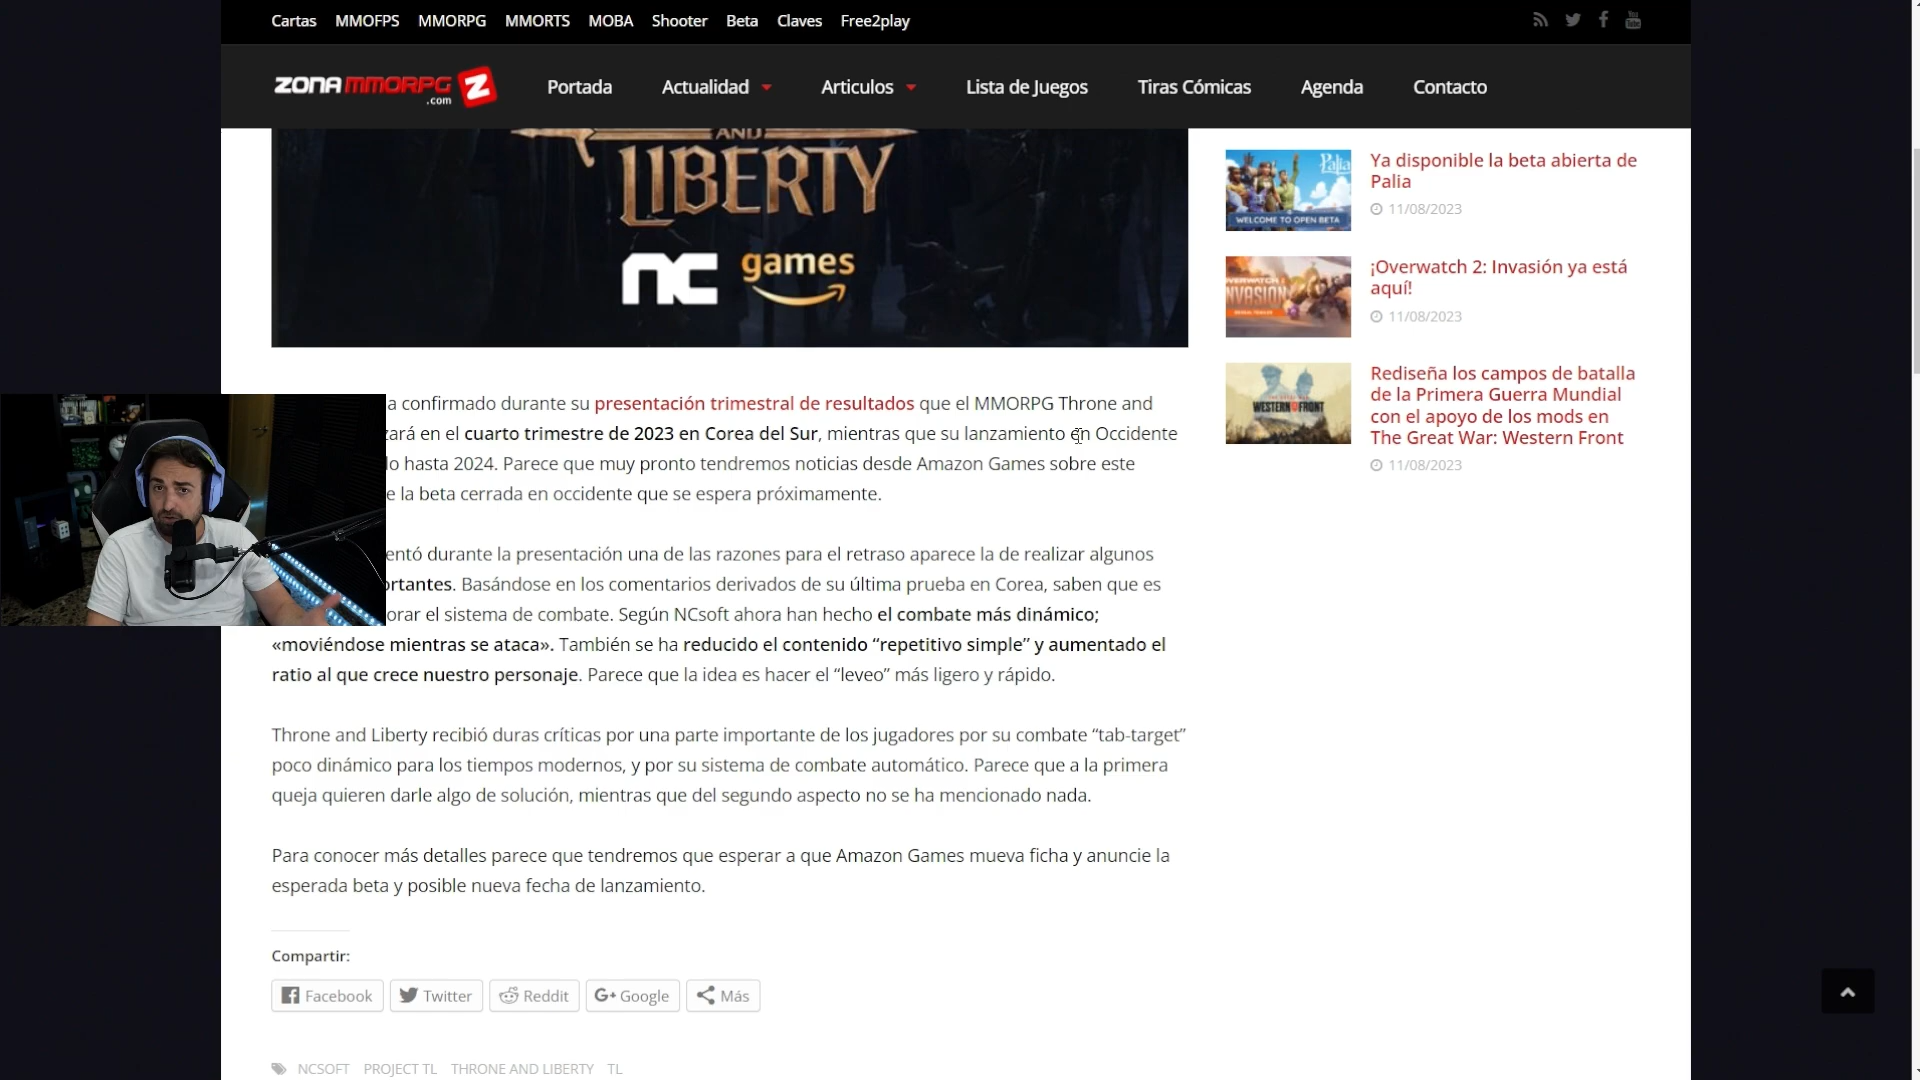 Cartas MMOFPS MMORPG MMORTS MOBA Shooter Beta Claves Free2play
ZONA MMORPG .com Z
Portada Actualidad Articulos Lista de Juegos Tiras Cómicas Agenda Contacto
AND
LIBERTY
nc games
Ya disponible la beta abierta de
Palia
11/08/2023
Palia
WELCOME TO OPEN BETA
¡Overwatch 2: Invasión ya está
aquí!
11/08/2023
Rediseña los campos de batalla
de la Primera Guerra Mundial
con el apoyo de los mods en
The Great War: Western Front
11/08/2023
WESTERN FRONT
a confirmado durante su presentación trimestral de resultados que el MMORPG Throne and
zará en el cuarto trimestre de 2023 en Corea del Sur, mientras que su lanzamiento en Occidente
lo hasta 2024. Parece que muy pronto tendremos noticias desde Amazon Games sobre este
e la beta cerrada en occidente que se espera próximamente.
entó durante la presentación una de las razones para el retraso aparece la de realizar algunos
ortantes. Basándose en los comentarios derivados de su última prueba en Corea, saben que es
orar el sistema de combate. Según NCsoft ahora han hecho el combate más dinámico;
«moviéndose mientras se ataca». También se ha reducido el contenido “repetitivo simple” y aumentado el
ratio al que crece nuestro personaje. Parece que la idea es hacer el “leveo” más ligero y rápido.
Throne and Liberty recibió duras críticas por una parte importante de los jugadores por su combate “tab-target”
poco dinámico para los tiempos modernos, y por su sistema de combate automático. Parece que a la primera
queja quieren darle algo de solución, mientras que del segundo aspecto no se ha mencionado nada.
Para conocer más detalles parece que tendremos que esperar a que Amazon Games mueva ficha y anuncie la
esperada beta y posible nueva fecha de lanzamiento.
Compartir:
Facebook Twitter Reddit G+ Google Más
NCSOFT PROJECT TL THRONE AND LIBERTY TL